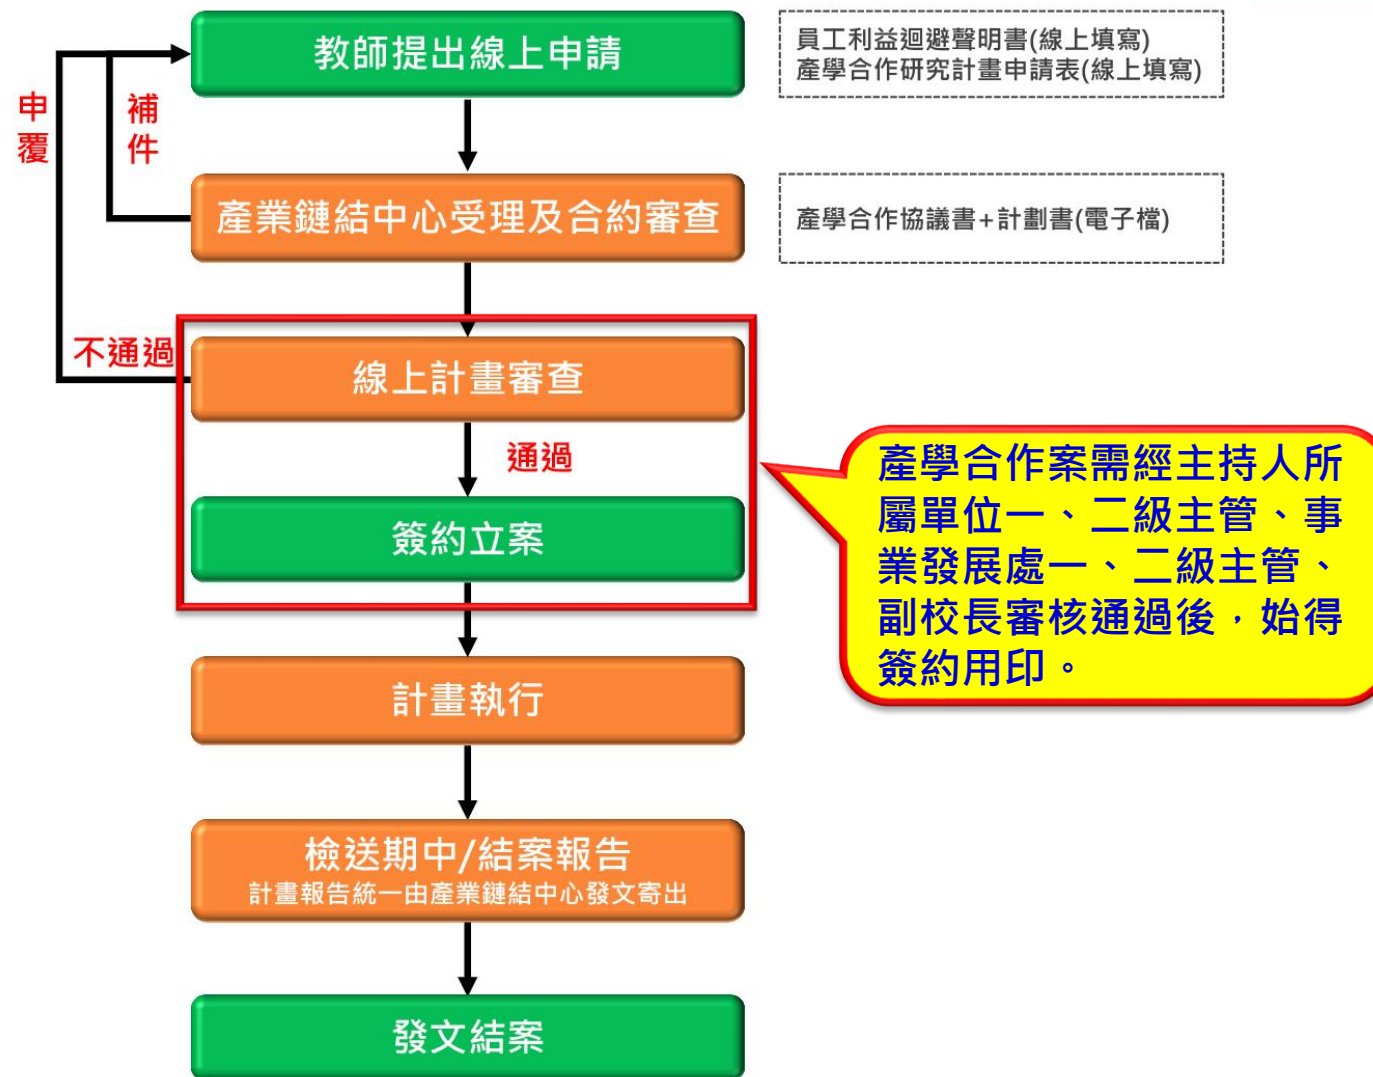 教師提出線上申請
員工利益迴避聲明書(線上填寫)
產學合作研究計畫申請表(線上填寫)
申覆
補件
產業鏈結中心受理及合約審查
產學合作協議書+計劃書(電子檔)
不通過
線上計畫審查
通過
簽約立案
產學合作案需經主持人所
屬單位一、二級主管、事
業發展處一、二級主管、
副校長審核通過後，始得
簽約用印。
計畫執行
檢送期中/結案報告
計畫報告統一由產業鏈結中心發文寄出
發文結案